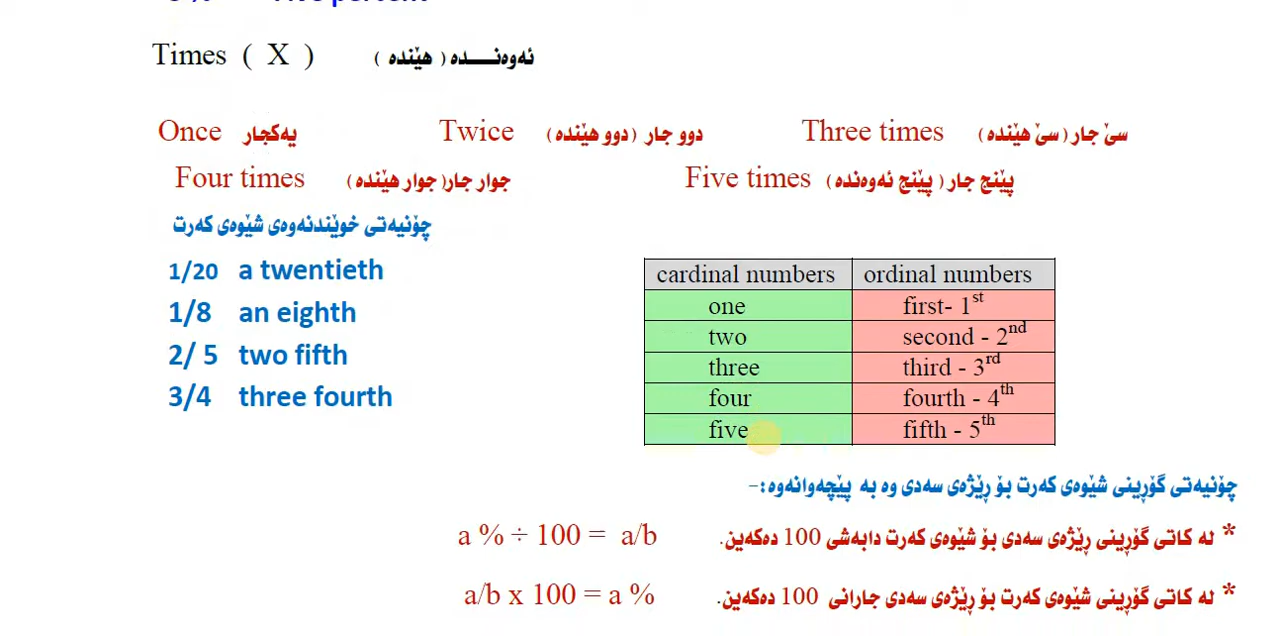 Five percent
Times ( X ) ئەوەنـــدە ( هێندە )
Once یەکجار Twice دوو جار (دوو هێندە) Three times سێ جار (سێ هێندە)
Four times جوار جار( جوار هێندە) Five times پێنج جار ( پێنج ئەوەندە)
چۆنیەتی خوێندنەوەی شێوەی کەرت
1/20 a twentieth
1/8 an eighth
2/ 5 two fifth
3/4 three fourth
cardinal numbers ordinal numbers
one first- 1st
two second - 2nd
three third - 3rd
four fourth - 4th
five fifth - 5th
چۆنیەتی گۆڕینی شێوەی کەرت بۆ ڕێژەی سەدی وە بە پێچەوانەوە:-
* لە کاتی گۆڕینی ڕێژەی سەدی بۆ شێوەی کەرت دابەشی 100 دەکەین. a % ÷ 100 = a/b
* لە کاتی گۆڕینی شێوەی کەرت بۆ ڕێژەی سەدی جارانی 100 دەکەین. a/b x 100 = a %